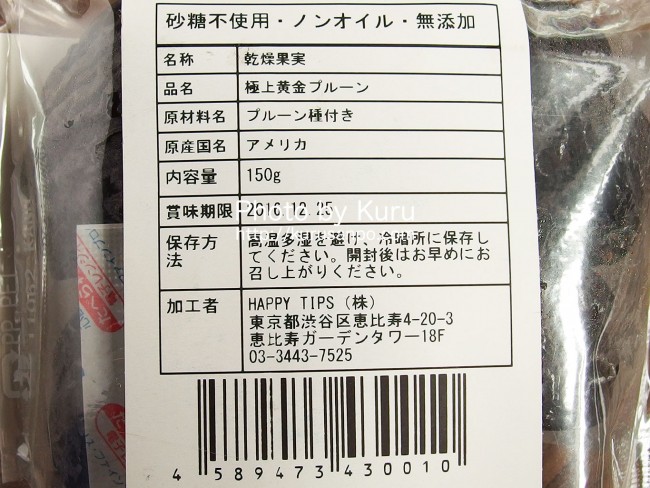 砂糖不使用・ノンオイル・無添加
名称 乾燥果実
品名 極上黄金プルーン
原材料名 プルーン種付き
原産国名 アメリカ
内容量 150g
賞味期限 2016.12.25
Photo by Kuru
保存方法 高温多湿を避け、冷暗所に保存し
てください。開封後はお早めにお
召し上がりください。
加工者 HAPPY TIPS (株)
東京都渋谷区恵比寿4-20-3
恵比寿ガーデンタワー18F
03-3443-7525
4 589473 430010
PP.PET